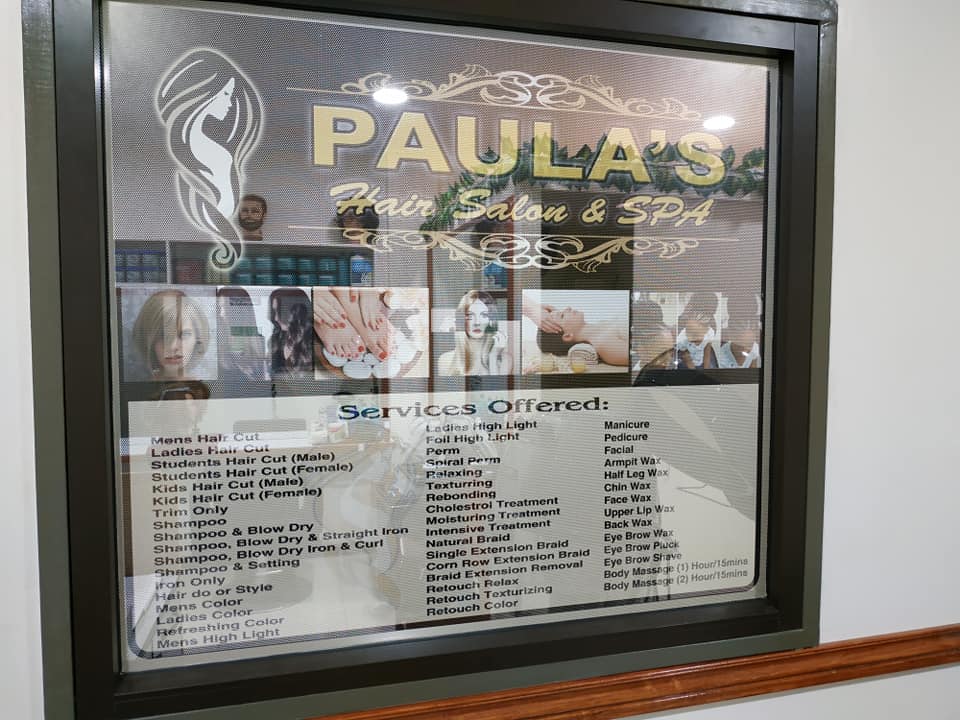 PAULA'S
Hair Salon & SPA
Services Offered:
Mens Hair Cut
Ladies Hair Cut
Students Hair Cut (Male)
Students Hair Cut (Female)
Kids Hair Cut (Male)
Kids Hair Cut (Female)
Trim Only
Shampoo
Shampoo & Blow Dry
Shampoo, Blow Dry & Straight Iron
Shampoo, Blow Dry Iron & Curl
Shampoo & Setting
Iron Only
Hair do or Style
Mens Color
Ladies Color
Refreshing Color
Mens High Light
Ladies High Light
Foil High Light
Perm
Spiral Perm
Relaxing
Texturring
Rebonding
Cholestrol Treatment
Moisturing Treatment
Intensive Treatment
Natural Braid
Single Extension Braid
Corn Row Extension Braid
Braid Extension Removal
Retouch Relax
Retouch Texturizing
Retouch Color
Manicure
Pedicure
Facial
Armpit Wax
Half Leg Wax
Chin Wax
Face Wax
Upper Lip Wax
Back Wax
Eye Brow Wax
Eye Brow Pluck
Eye Brow Shave
Body Massage (1) Hour/15mins
Body Massage (2) Hour/15mins